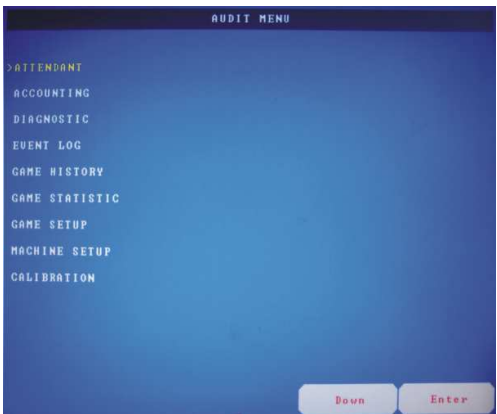 AUDIT MENU
>ATTENDANT
ACCOUNTING
DIAGNOSTIC
EVENT LOG
GAME HISTORY
GAME STATISTIC
GAME SETUP
MACHINE SETUP
CALIBRATION
Down Enter